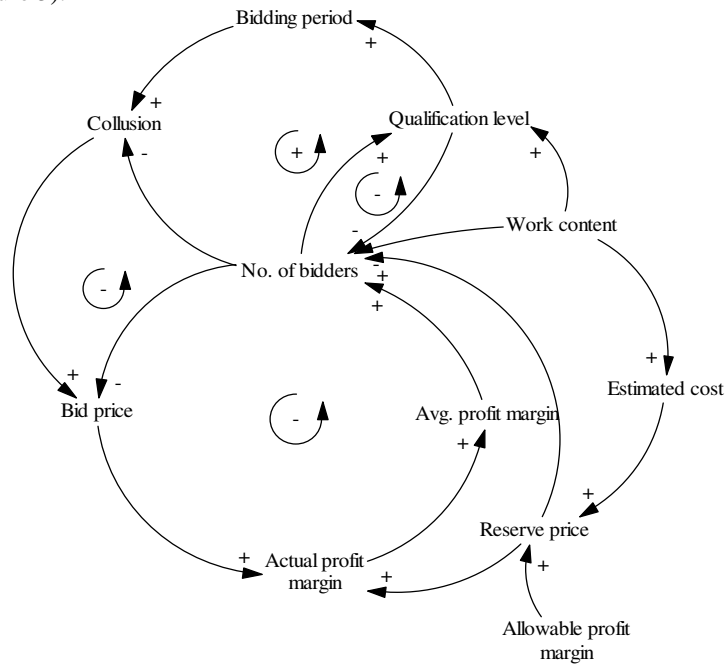 Bidding period
+
+
Collusion
Qualification level
-
+
+
+
-
-
Work content
No. of bidders
-
+
+
-
+
+
-
Bid price
Estimated cost
Avg. profit margin
-
+
+
Reserve price
+
Actual profit
margin
+
+
Allowable profit
margin